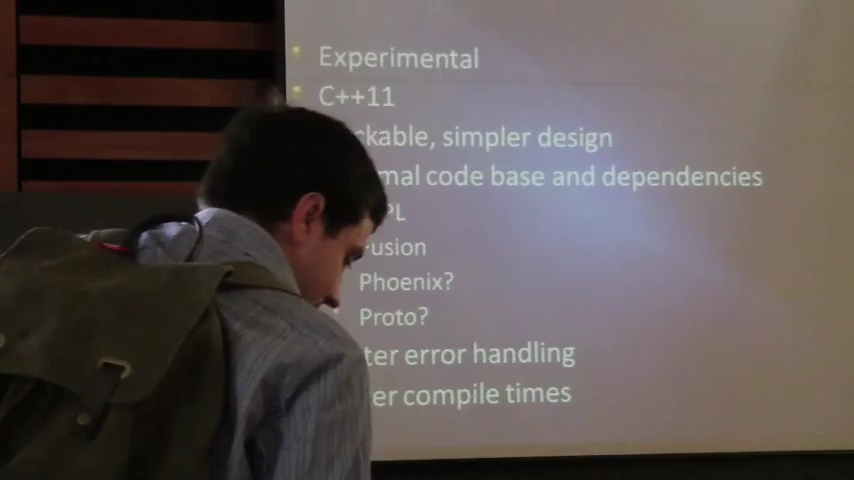 Experimental
C++11
ckable, simpler design
mal code base and dependencies
PL
Fusion
Phoenix?
Proto?
ter error handling
er compile times